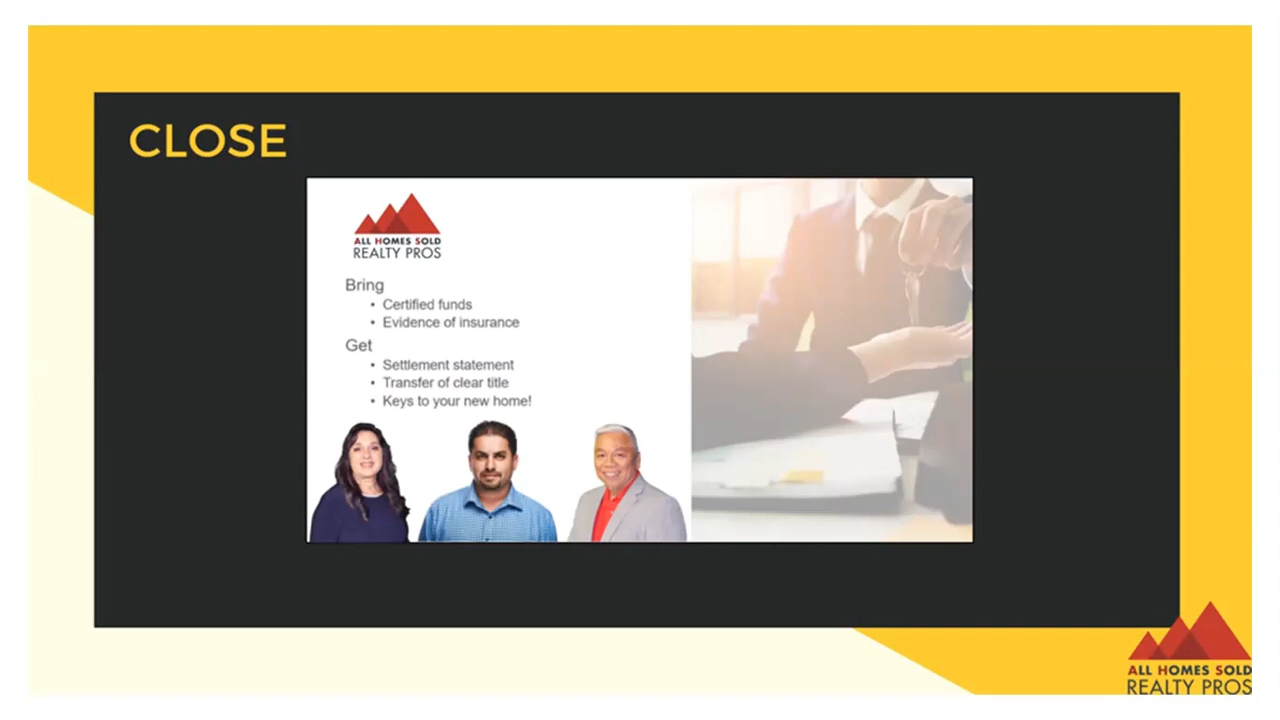 CLOSE
ALL HOMES SOLD
REALTY PROS
Bring
• Certified funds
• Evidence of insurance
Get
• Settlement statement
• Transfer of clear title
• Keys to your new home!
ALL HOMES SOLD
REALTY PROS